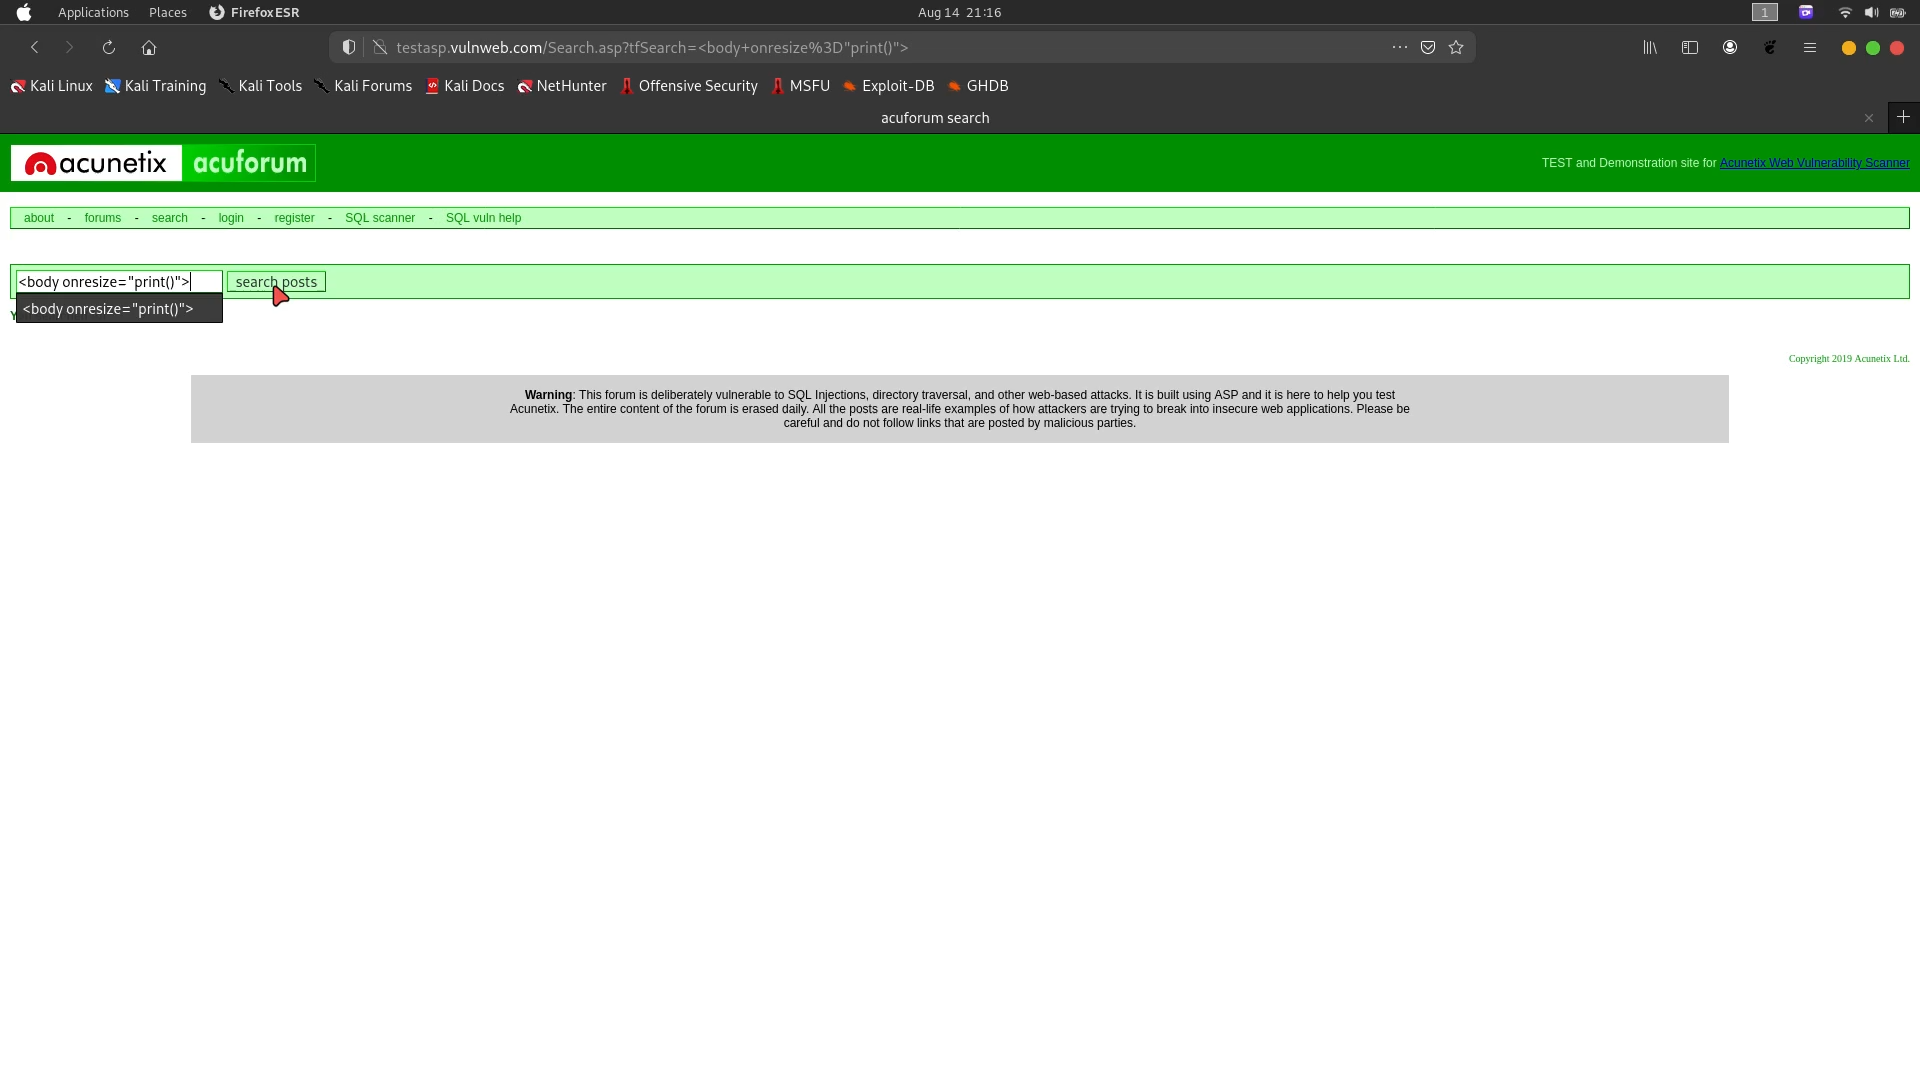 Applications Places Firefox ESR Aug 14 21:16 1
testasp.vulnweb.com/Search.asp?tfSearch=<body+onresize%3D"print()">
Kali Linux Kali Training Kali Tools Kali Forums Kali Docs NetHunter Offensive Security MSFU Exploit-DB GHDB
acuforum search
acunetix acuforum TEST and Demonstration site for Acunetix Web Vulnerability Scanner
about - forums - search - login - register - SQL scanner - SQL vuln help
<body onresize="print()"> search posts
<body onresize="print()">
Copyright 2019 Acunetix Ltd.
Warning: This forum is deliberately vulnerable to SQL Injections, directory traversal, and other web-based attacks. It is built using ASP and it is here to help you test
Acunetix. The entire content of the forum is erased daily. All the posts are real-life examples of how attackers are trying to break into insecure web applications. Please be
careful and do not follow links that are posted by malicious parties.